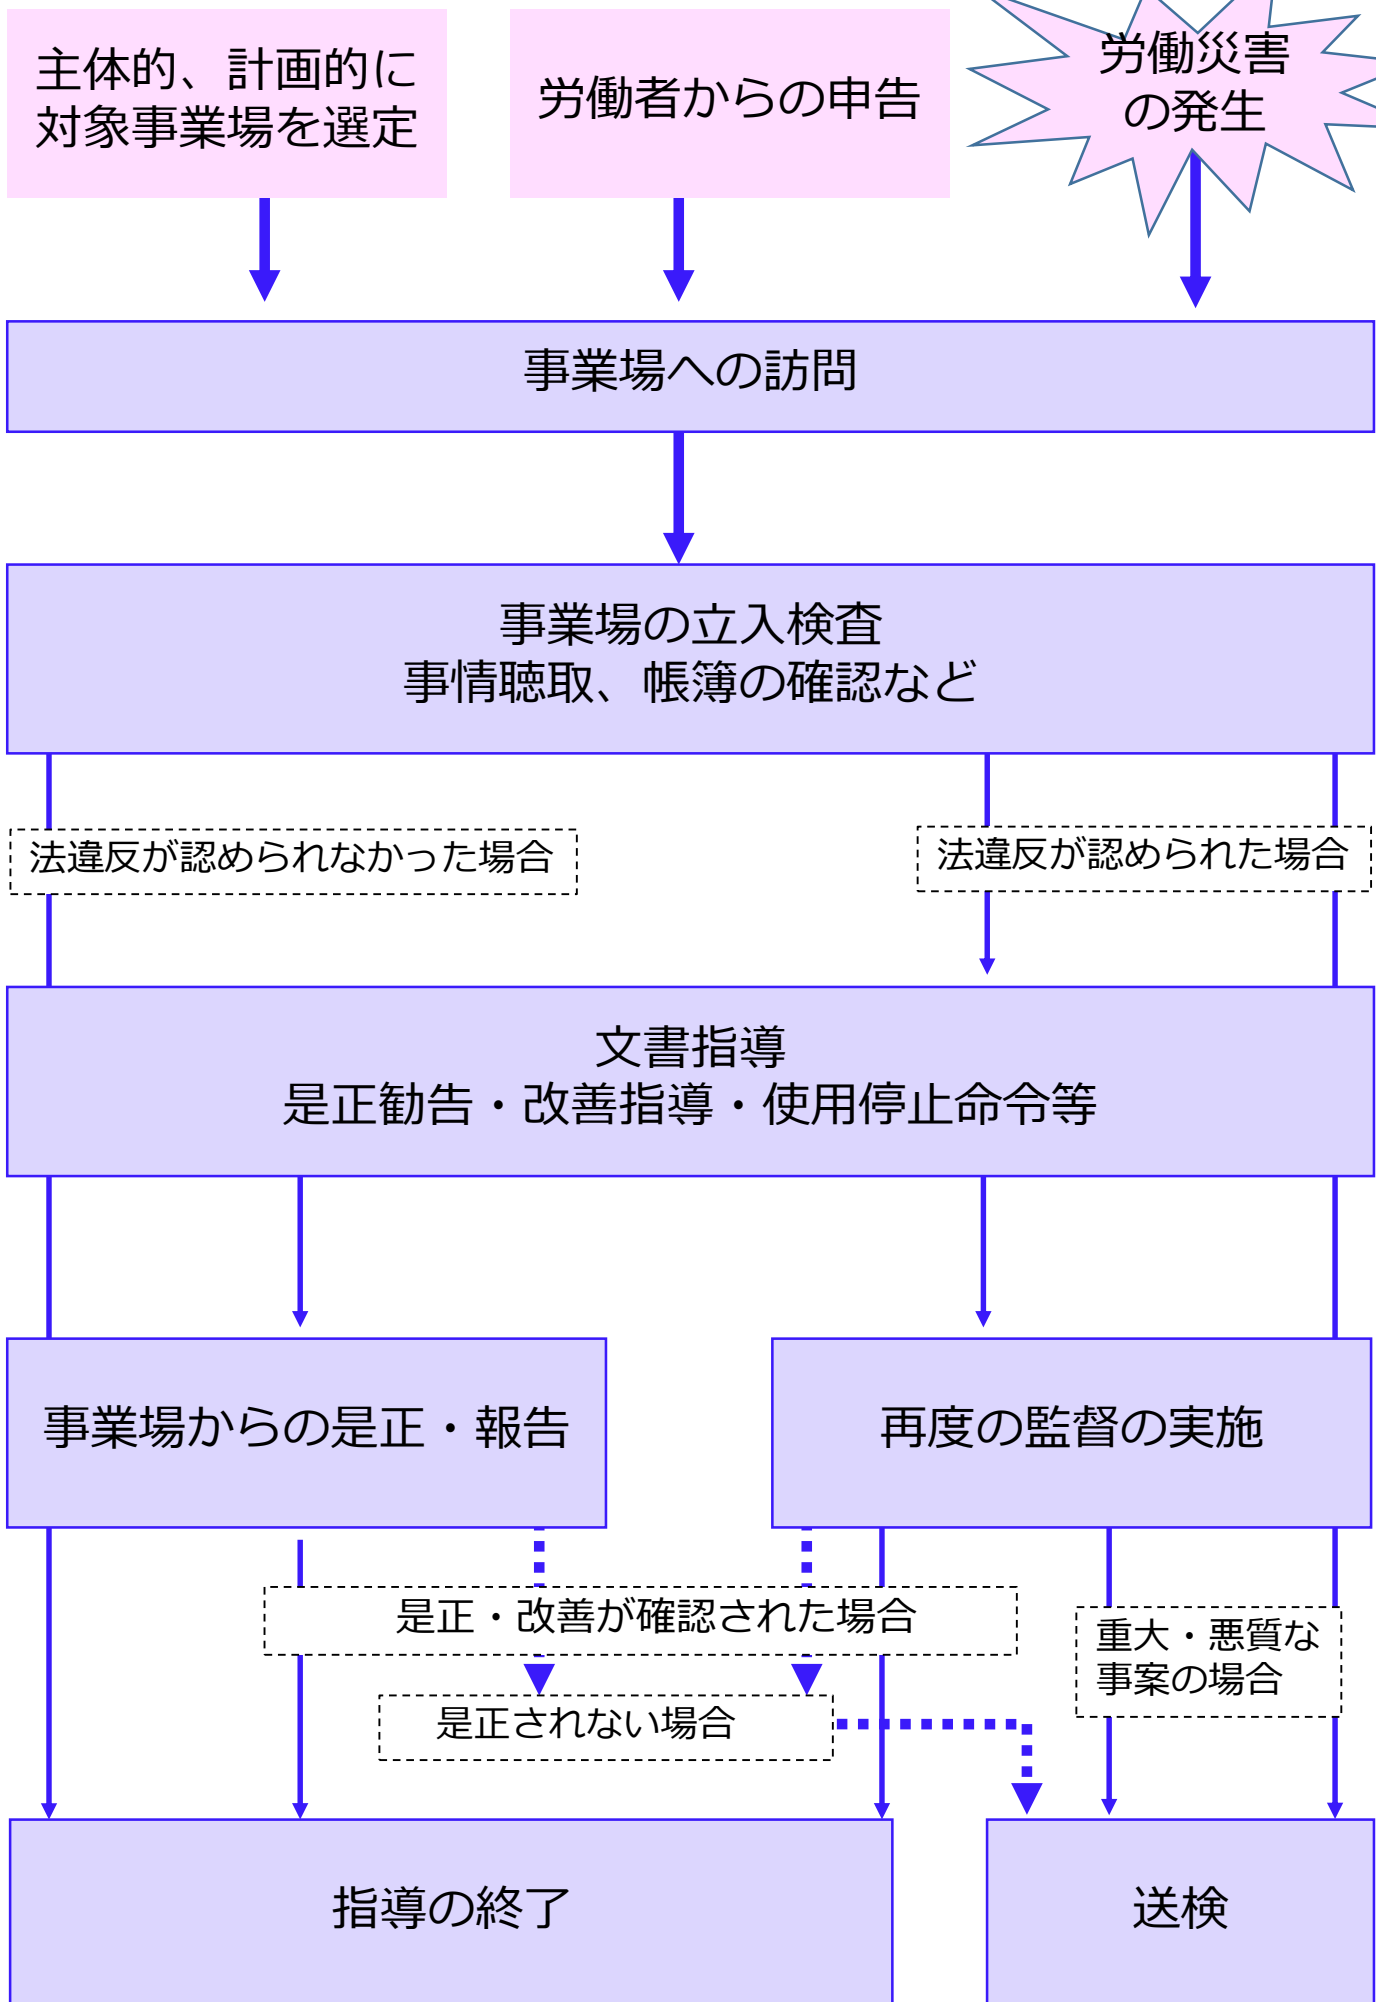 主体的、計画的に
対象事業場を選定
労働者からの申告
労働災害
の発生
事業場への訪問
事業場の立入検査
事情聴取、帳簿の確認など
法違反が認められなかった場合
法違反が認められた場合
文書指導
是正勧告・改善指導・使用停止命令等
事業場からの是正・報告
再度の監督の実施
是正・改善が確認された場合
重大・悪質な
事案の場合
是正されない場合
指導の終了
送検